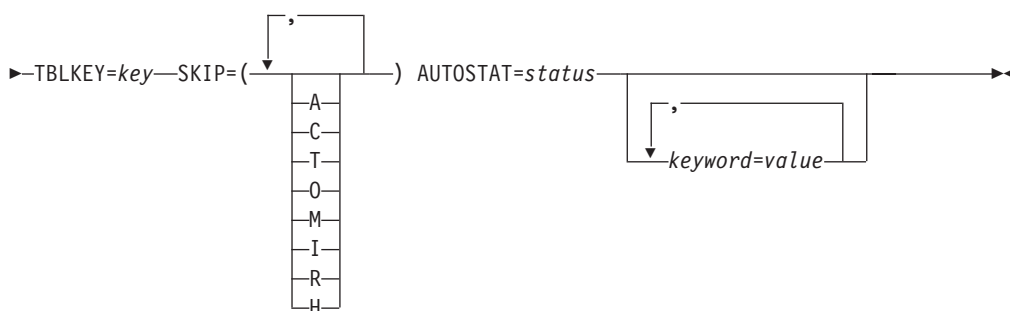 ,
TBLKEY=key SKIP=( ) AUTOSTAT=status
A
,
C
T
keyword=value
O
M
I
R
H